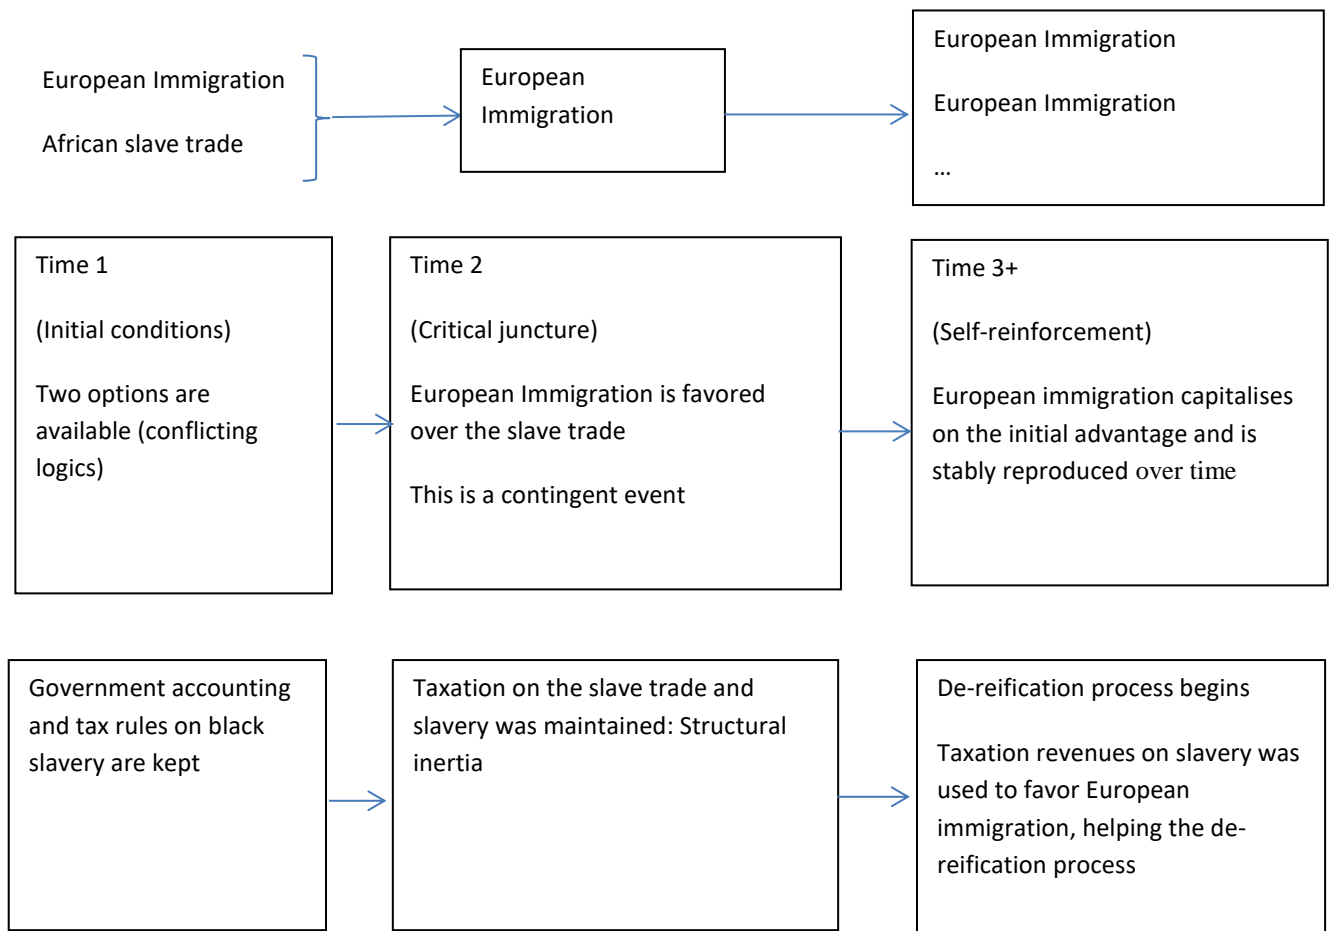 European Immigration
African slave trade
European
Immigration
European Immigration
European Immigration
...
Time 1
(Initial conditions)
Two options are
available (conflicting
logics)
Time 2
(Critical juncture)
European Immigration is favored
over the slave trade
This is a contingent event
Time 3+
(Self-reinforcement)
European immigration capitalises
on the initial advantage and is
stably reproduced over time
Government accounting
and tax rules on black
slavery are kept
Taxation on the slave trade and
slavery was maintained: Structural
inertia
De-reification process begins
Taxation revenues on slavery was
used to favor European
immigration, helping the de-
reification process